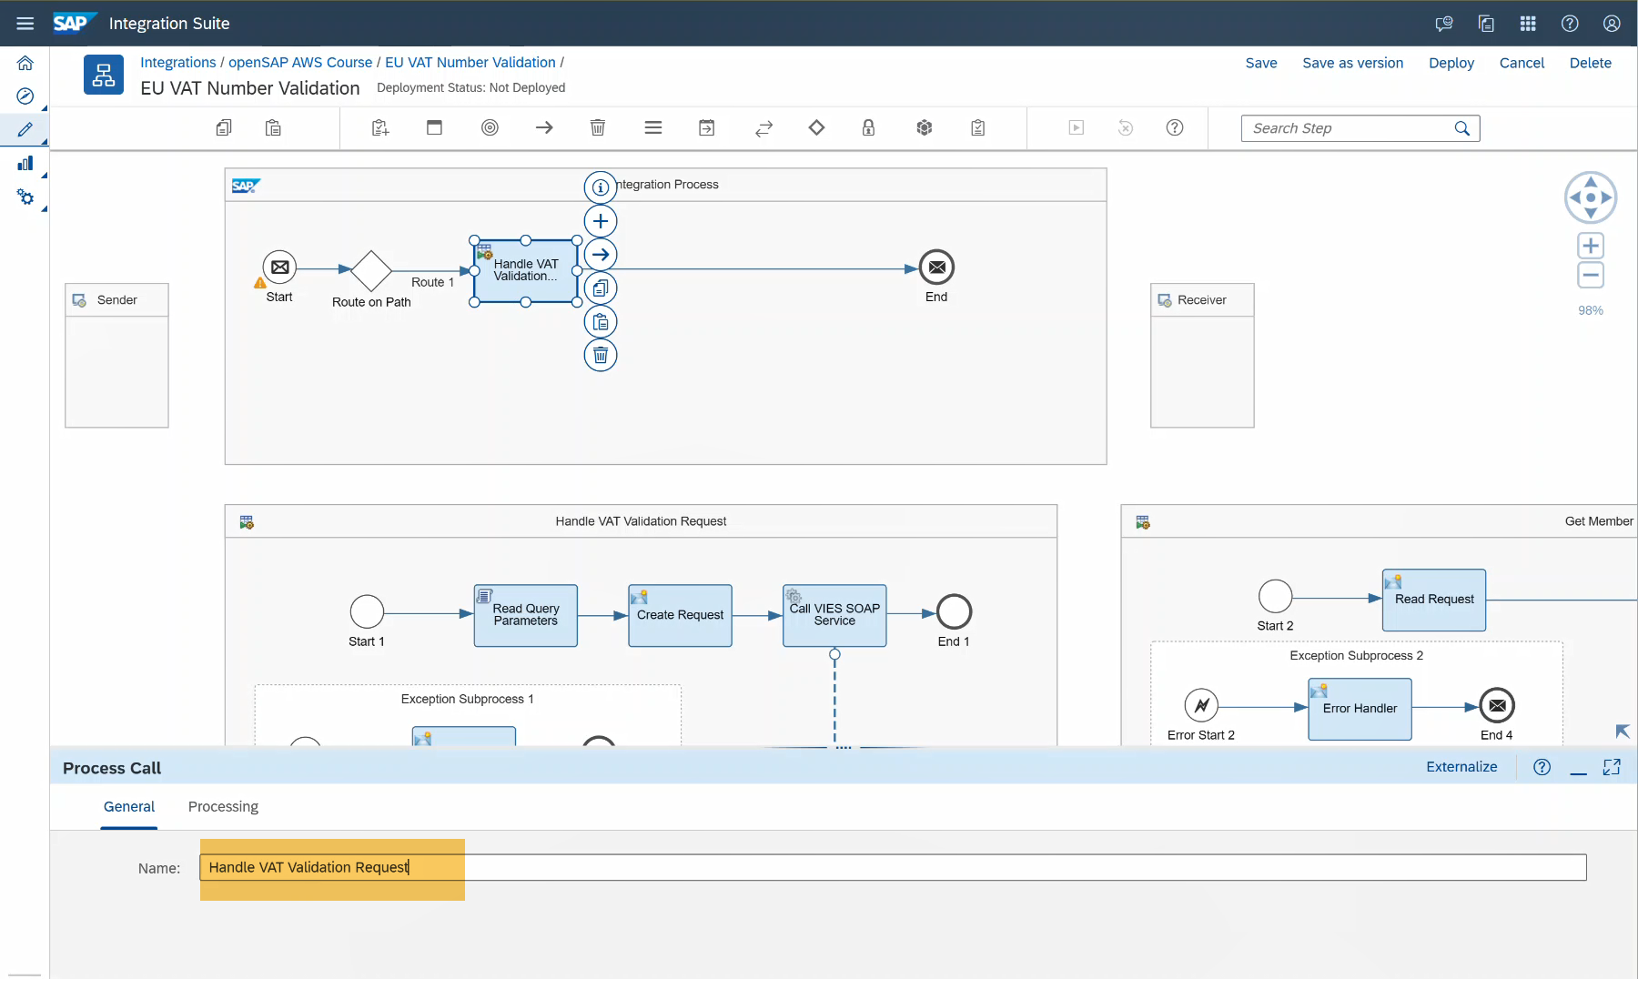 SAP Integration Suite
Integrations / openSAP AWS Course / EU VAT Number Validation /
Save Save as version Deploy Cancel Delete
EU VAT Number Validation Deployment Status: Not Deployed
Search Step
SAP
ntegration Process
98%
Handle VAT
Validation...
Route 1
Start
Route on Path
End
Sender
Receiver
Handle VAT Validation Request
Get Member
Read Query
Parameters
Create Request
Call VIES SOAP
Service
Start 1
End 1
Read Request
Start 2
Exception Subprocess 1
Exception Subprocess 2
Error Handler
Error Start 2
End 4
Process Call
Externalize
General Processing
Name: Handle VAT Validation Request